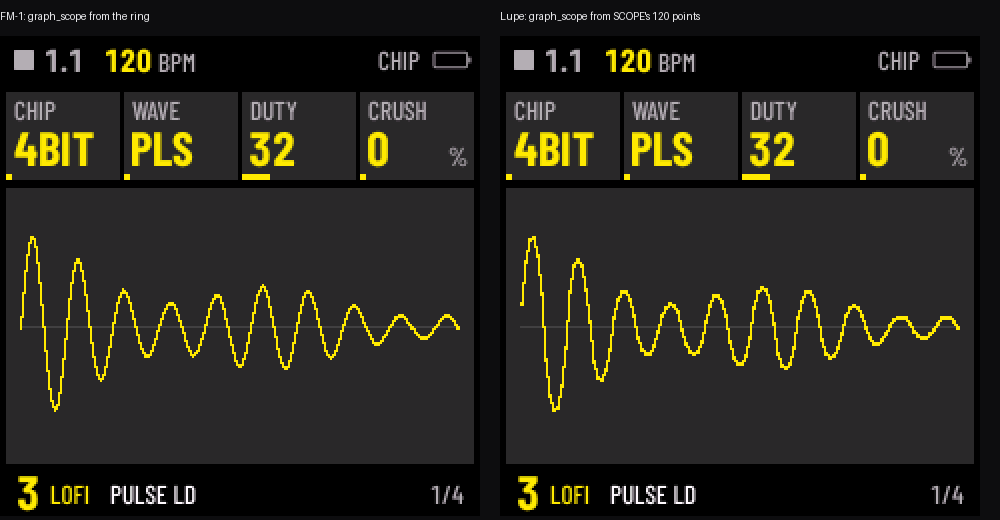 FM-1: graph_scope from the ring
1.1 120 BPM CHIP
CHIP WAVE DUTY CRUSH
4BIT PLS 32 0 %
3 LOFI PULSE LD 1/4
Lupe: graph_scope from SCOPE's 120 points
1.1 120 BPM CHIP
CHIP WAVE DUTY CRUSH
4BIT PLS 32 0 %
3 LOFI PULSE LD 1/4